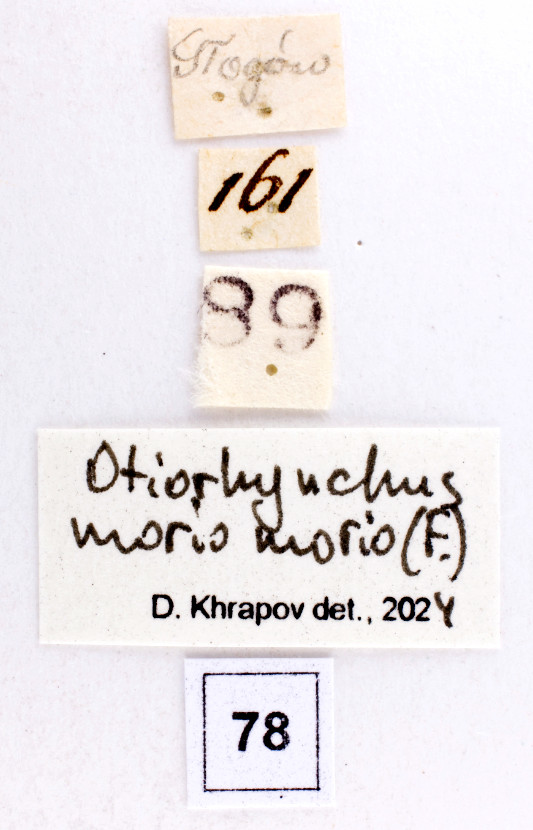 161
89
Otiorhynchus
morio morio (F.)
D. Khrapov det., 2024
78